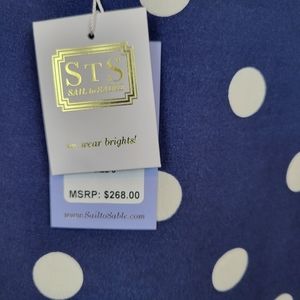 STS
SAIL to SABLE
wear brights!
MSRP: $268.00
www.SailtoSable.com